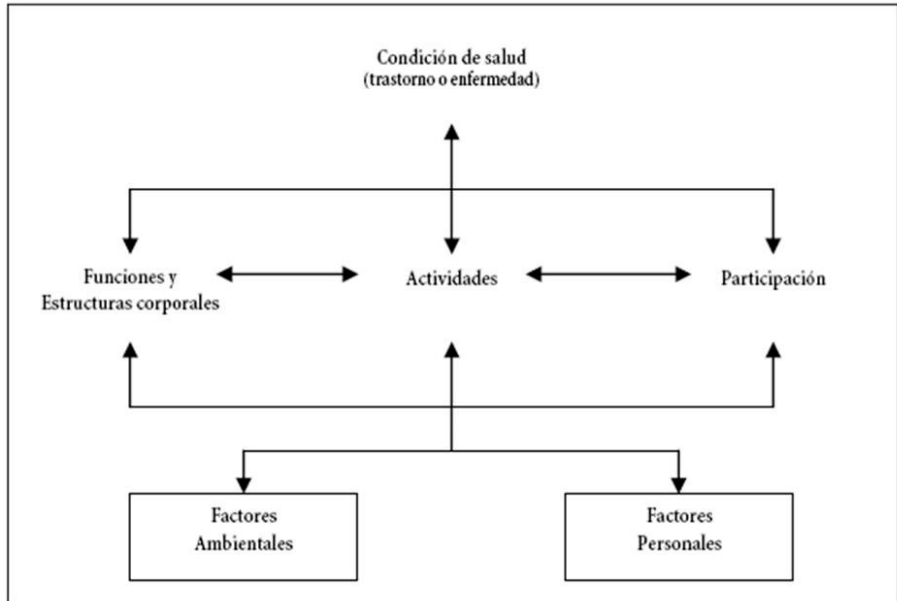 Condición de salud
(trastorno o enfermedad)
Funciones y
Estructuras corporales
Actividades
Participación
Factores
Ambientales
Factores
Personales